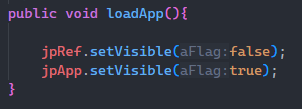 public void loadApp(){
jpRef.setVisible(aFlag:false);
jpApp.setVisible(aFlag:true);
}